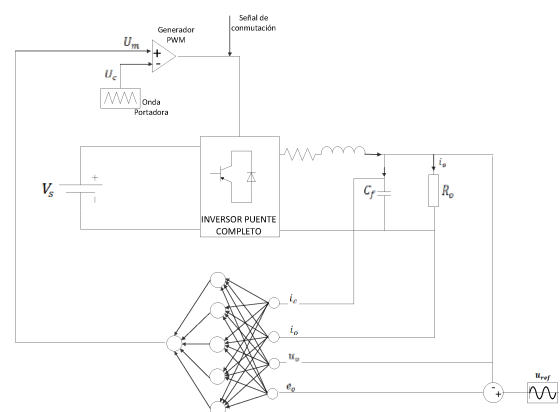 Señal de
conmutación
Generador
PWM
U_m
+
-
U_c
Onda
Portadora
V_s
+
-
INVERSOR PUENTE
COMPLETO
i_o
C_f
R_o
i_c
i_o
u_o
e_o
-
+
u_ref